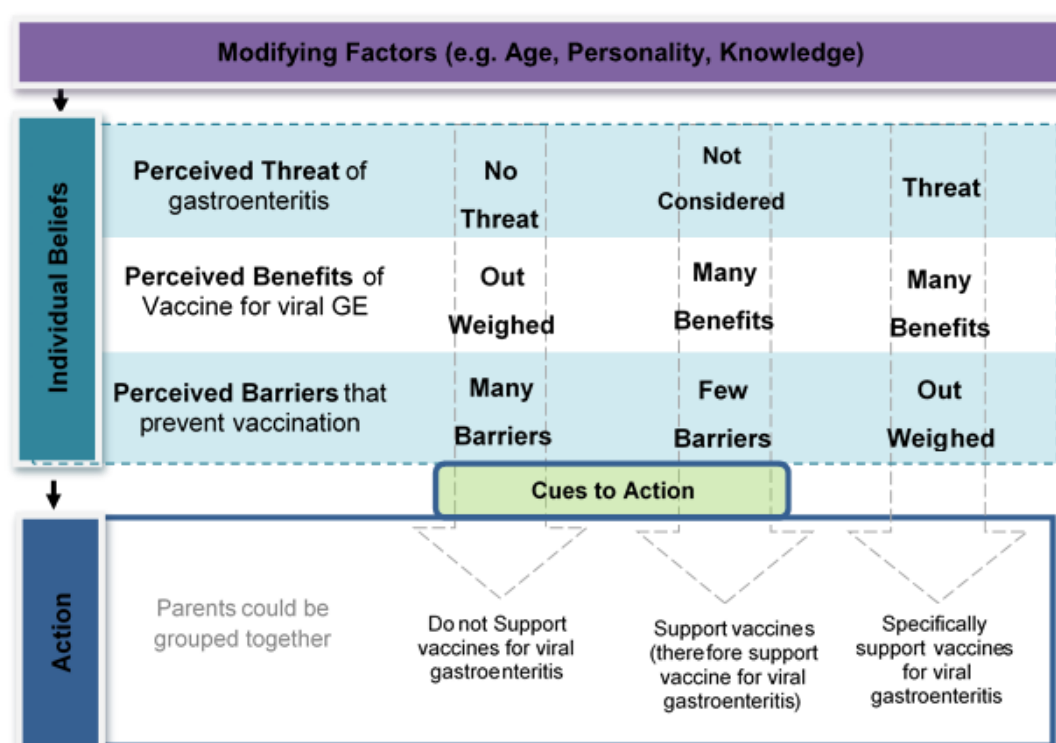 Modifying Factors (e.g. Age, Personality, Knowledge)
Individual Beliefs
Perceived Threat of
gastroenteritis
No
Threat
Not
Considered
Threat
Perceived Benefits of
Vaccine for viral GE
Out
Weighed
Many
Benefits
Many
Benefits
Perceived Barriers that
prevent vaccination
Many
Barriers
Few
Barriers
Out
Weighed
Cues to Action
Action
Parents could be
grouped together
Do not Support
vaccines for viral
gastroenteritis
Support vaccines
(therefore support
vaccine for viral
gastroenteritis)
Specifically
support vaccines
for viral
gastroenteritis